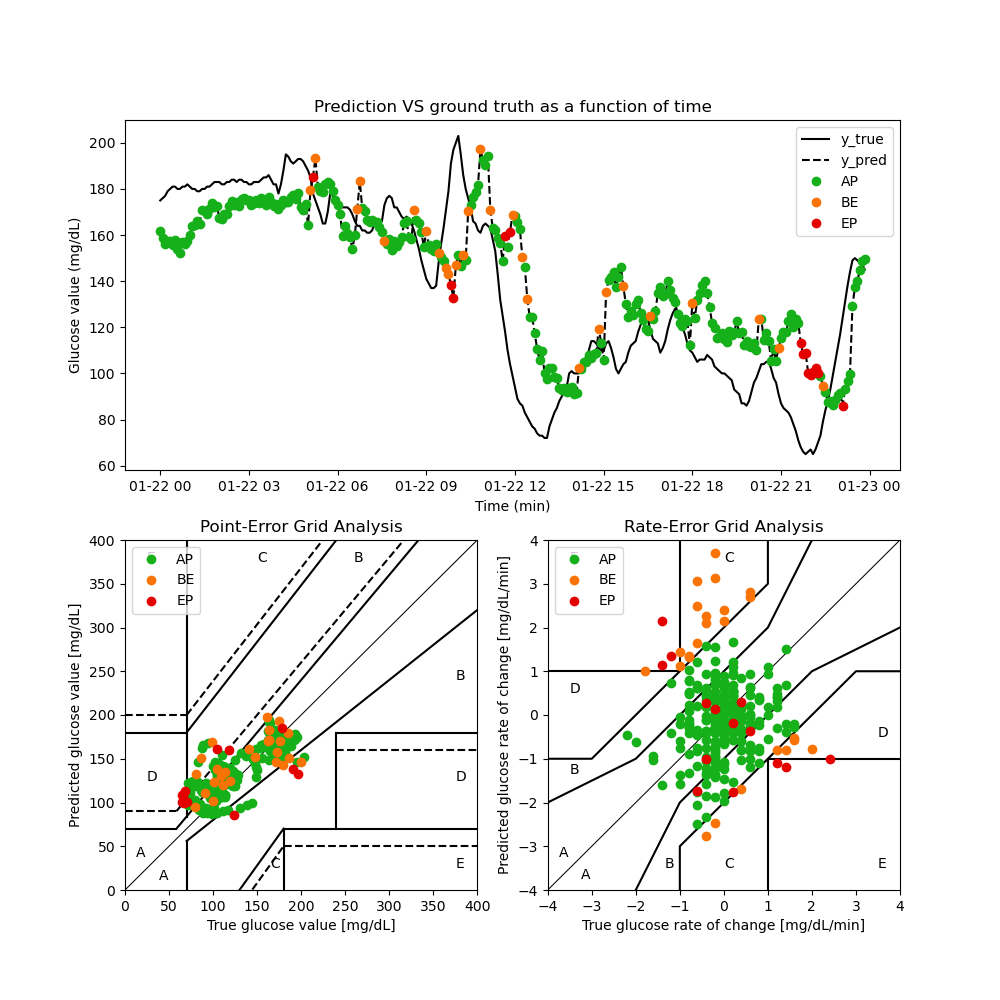 Prediction VS ground truth as a function of time
Glucose value (mg/dL)
200
180
160
140
120
100
80
60
y_true
y_pred
AP
BE
EP
01-22 00 01-22 03 01-22 06 01-22 09 01-22 12 01-22 15 01-22 18 01-22 21 01-23 00
Time (min)
Point-Error Grid Analysis
Predicted glucose value [mg/dL]
400
350
300
250
200
150
100
50
0
AP
BE
EP
C
B
B
D
D
A
A
C
E
0 50 100 150 200 250 300 350 400
True glucose value [mg/dL]
Rate-Error Grid Analysis
Predicted glucose rate of change [mg/dL/min]
4
3
2
1
0
−1
−2
−3
−4
AP
BE
EP
C
D
D
B
A
A
B
C
E
−4 −3 −2 −1 0 1 2 3 4
True glucose rate of change [mg/dL/min]